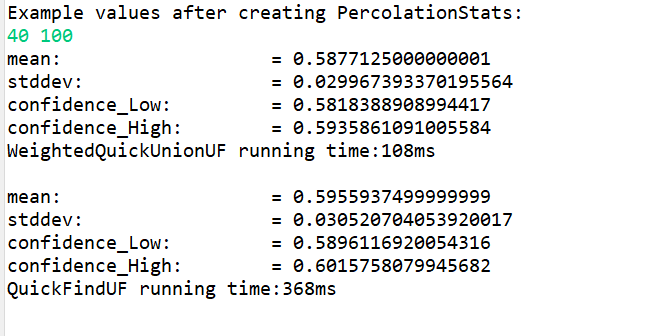 Example values after creating PercolationStats:
40 100
mean:                   = 0.5877125000000001
stddev:                 = 0.029967393370195564
confidence_Low:         = 0.5818388908994417
confidence_High:        = 0.5935861091005584
WeightedQuickUnionUF running time:108ms
mean:                   = 0.5955937499999999
stddev:                 = 0.030520704053920017
confidence_Low:         = 0.5896116920054316
confidence_High:        = 0.6015758079945682
QuickFindUF running time:368ms